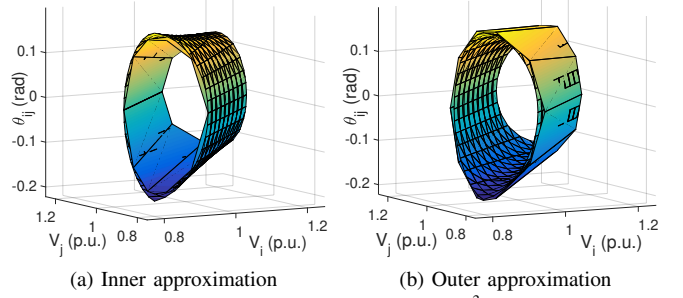 0.1
0
-0.1
-0.2
θij (rad)
1.2
1
0.8
Vj (p.u.)
0.8
1
1.2
Vi (p.u.)
(a) Inner approximation
0.1
0
-0.1
-0.2
θij (rad)
1.2
1
0.8
Vj (p.u.)
0.8
1
1.2
Vi (p.u.)
(b) Outer approximation